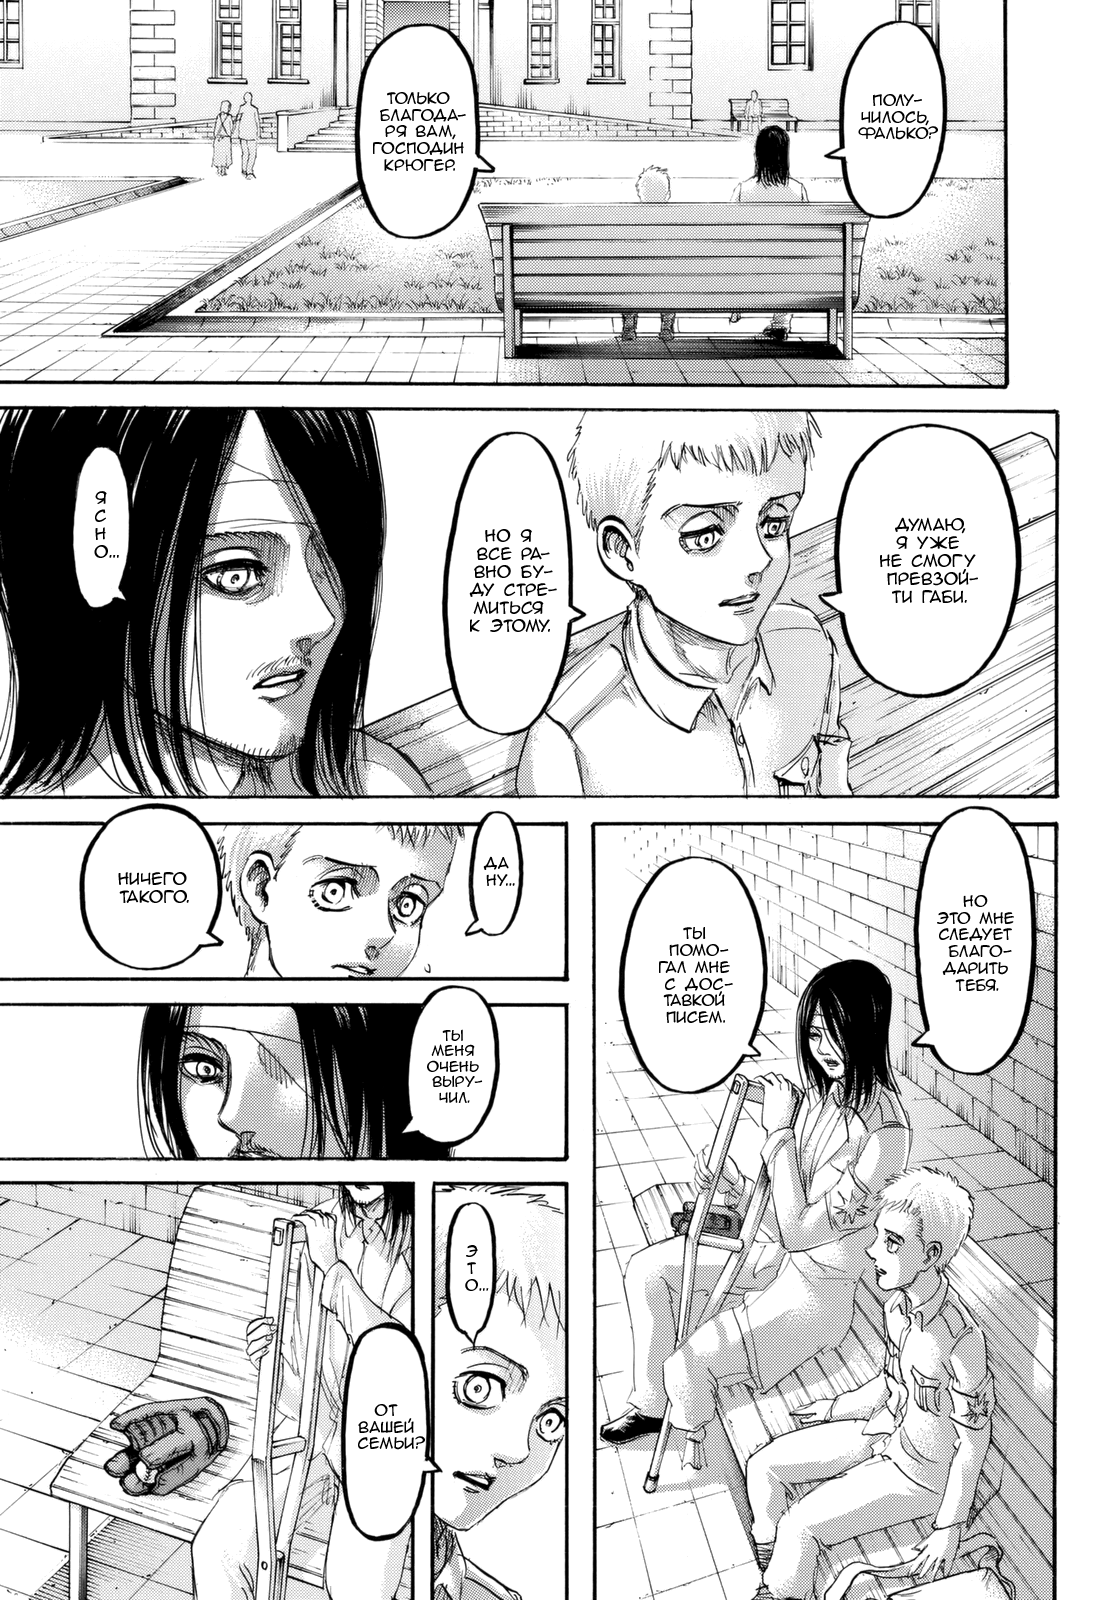 ПОЛУ-
ЧИЛОСЬ,
ФАЛЬКО?
ТОЛЬКО
БЛАГОДА-
РЯ ВАМ,
ГОСПОДИН
КРЮГЕР.
ДУМАЮ,
Я УЖЕ
НЕ СМОГУ
ПРЕВЗОЙ-
ТИ ГАБИ.
НО Я
ВСЕ РА-
ВНО БУ-
ДУ СТРЕ-
МИТЬСЯ
К ЭТОМУ.
Я
С
Н
О...
НО
ЭТО МНЕ
СЛЕДУЕТ
БЛАГО-
ДАРИТЬ
ТЕБЯ.
ТЫ
ПОМО-
ГАЛ МНЕ
С ДОС-
ТАВКОЙ
ПИСЕМ.
ДА
НУ...
НИЧЕГО
ТАКОГО.
ТЫ
МЕНЯ
ОЧЕНЬ
ВЫРУ-
ЧИЛ.
Э
Т
О...
ОТ
ВАШЕЙ
СЕМЬИ?